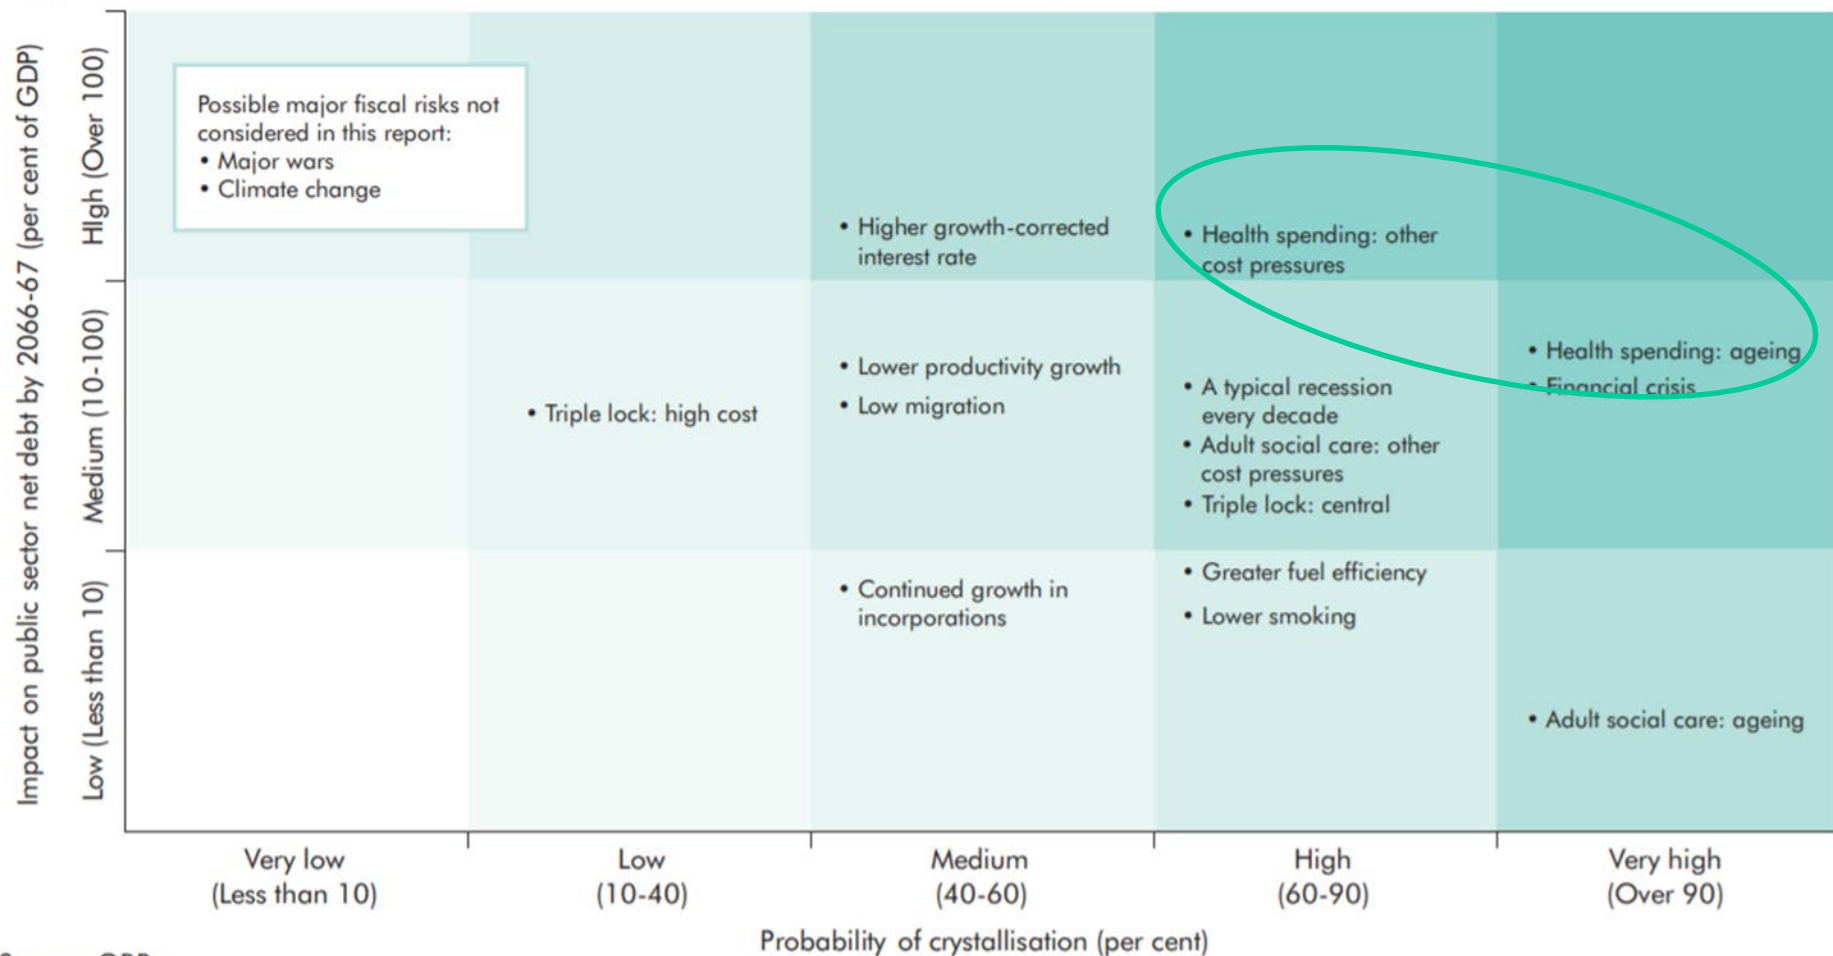 Impact on public sector net debt by 2066-67 (per cent of GDP)
HIgh (Over 100)
Medium (10-100)
Low (Less than 10)
Possible major fiscal risks not
considered in this report:
• Major wars
• Climate change
• Higher growth-corrected
interest rate
• Health spending: other
cost pressures
• Triple lock: high cost
• Lower productivity growth
• Low migration
• A typical recession
every decade
• Adult social care: other
cost pressures
• Triple lock: central
• Health spending: ageing
• Financial crisis
• Continued growth in
incorporations
• Greater fuel efficiency
• Lower smoking
• Adult social care: ageing
Very low
(Less than 10)
Low
(10-40)
Medium
(40-60)
High
(60-90)
Very high
(Over 90)
Probability of crystallisation (per cent)